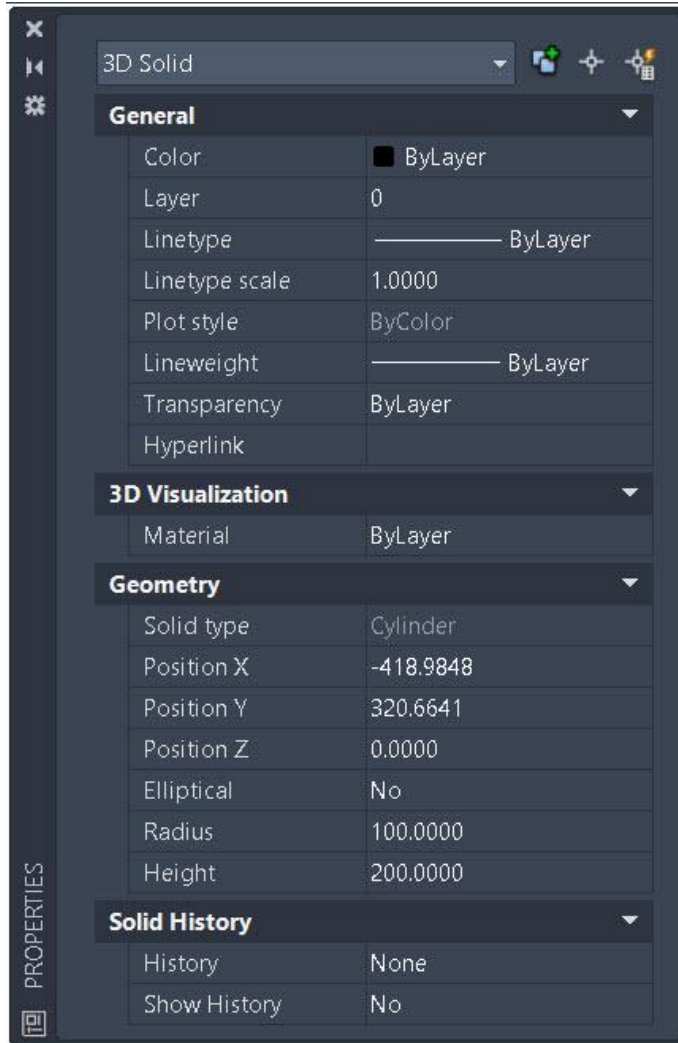 3D Solid
General
Color ByLayer
Layer 0
Linetype ByLayer
Linetype scale 1.0000
Plot style ByColor
Lineweight ByLayer
Transparency ByLayer
Hyperlink
3D Visualization
Material ByLayer
Geometry
Solid type Cylinder
Position X -418.9848
Position Y 320.6641
Position Z 0.0000
Elliptical No
Radius 100.0000
Height 200.0000
Solid History
History None
Show History No
PROPERTIES